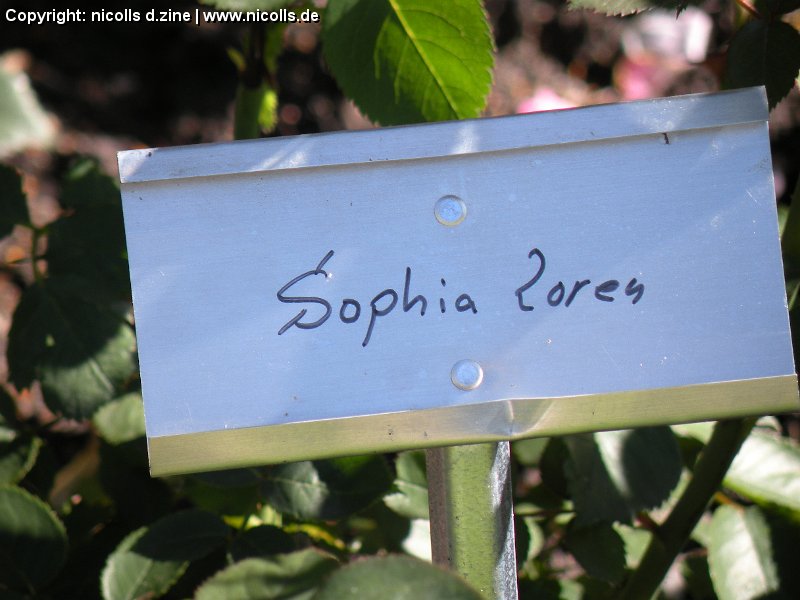 Copyright: nicolls d.zine | www.nicolls.de
Sophia Loren